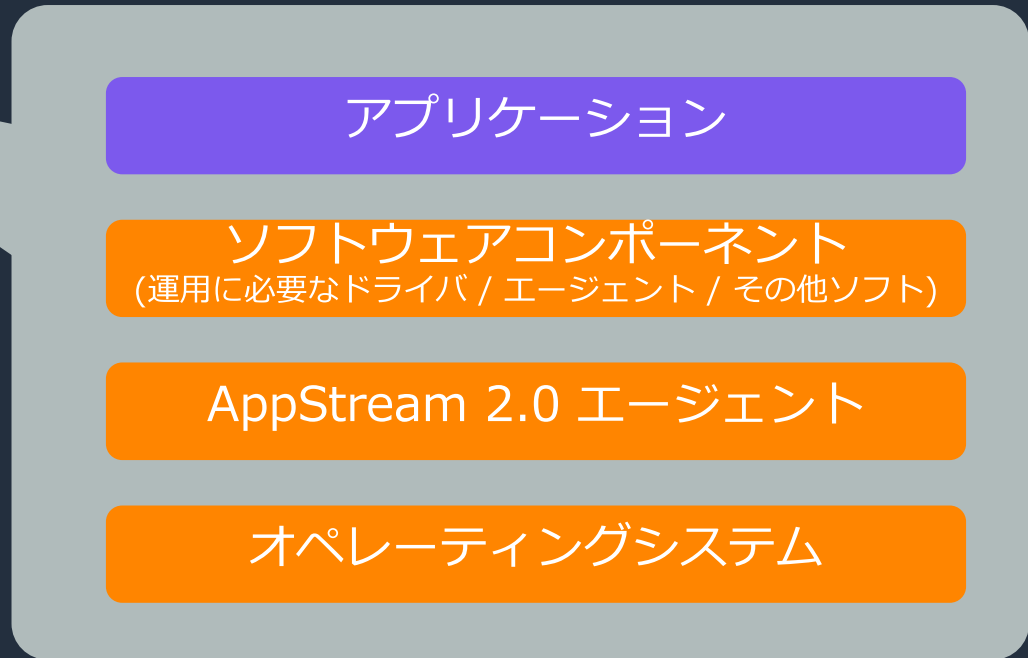 アプリケーション
ソフトウェアコンポーネント
(運用に必要なドライバ / エージェント / その他ソフト)
AppStream 2.0 エージェント
オペレーティングシステム